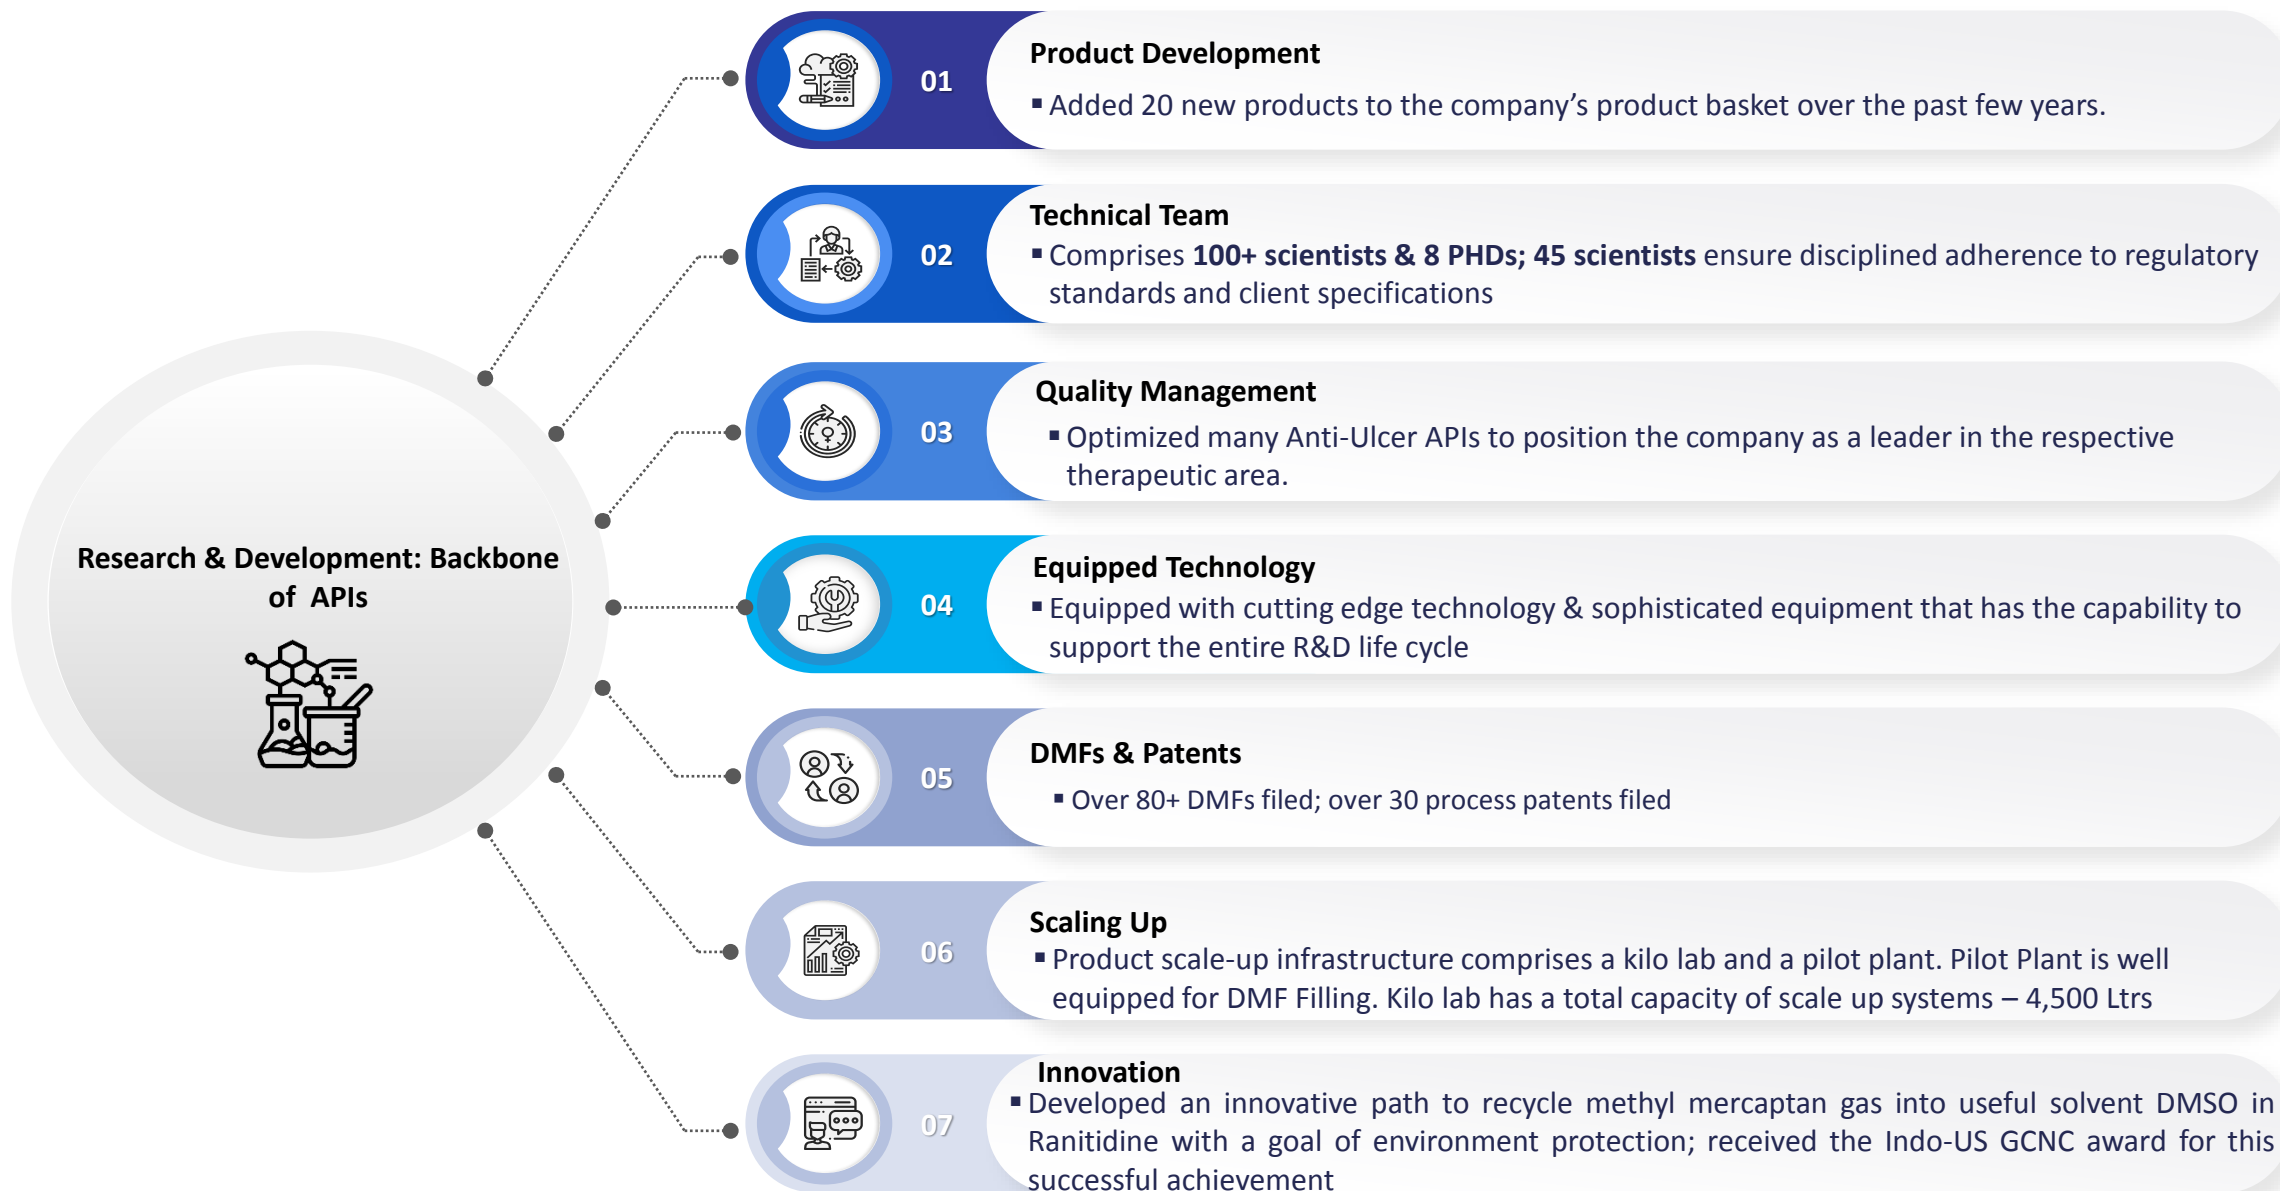 Research & Development: Backbone
of APIs
01
Product Development
▪ Added 20 new products to the company’s product basket over the past few years.
02
Technical Team
▪ Comprises 100+ scientists & 8 PHDs; 45 scientists ensure disciplined adherence to regulatory
standards and client specifications
03
Quality Management
▪ Optimized many Anti-Ulcer APIs to position the company as a leader in the respective
therapeutic area.
04
Equipped Technology
▪ Equipped with cutting edge technology & sophisticated equipment that has the capability to
support the entire R&D life cycle
05
DMFs & Patents
▪ Over 80+ DMFs filed; over 30 process patents filed
06
Scaling Up
▪ Product scale-up infrastructure comprises a kilo lab and a pilot plant. Pilot Plant is well
equipped for DMF Filling. Kilo lab has a total capacity of scale up systems – 4,500 Ltrs
07
Innovation
▪ Developed an innovative path to recycle methyl mercaptan gas into useful solvent DMSO in
Ranitidine with a goal of environment protection; received the Indo-US GCNC award for this
successful achievement